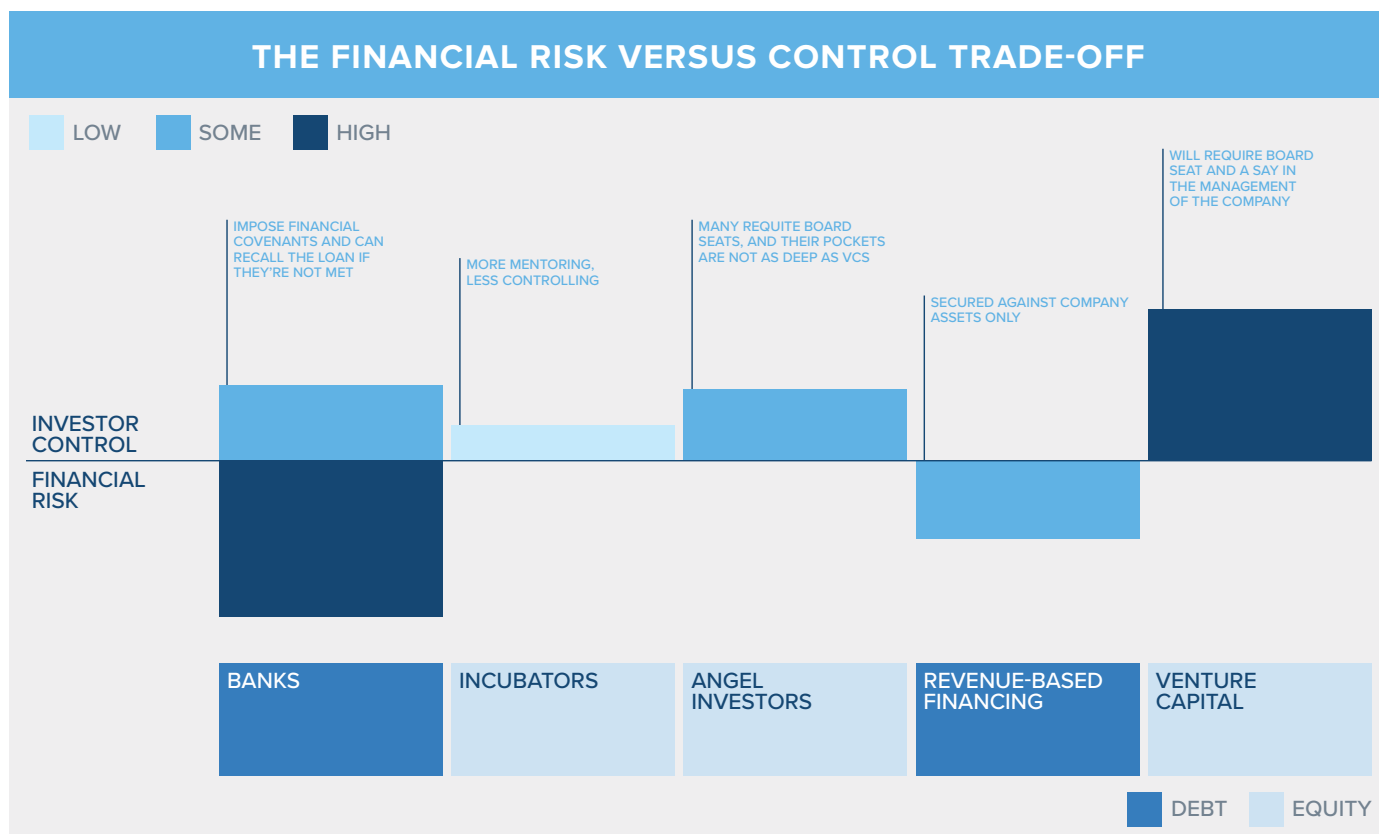 THE FINANCIAL RISK VERSUS CONTROL TRADE-OFF
LOW
SOME
HIGH
IMPOSE FINANCIAL
COVENANTS AND CAN
RECALL THE LOAN IF
THEY'RE NOT MET
MORE MENTORING,
LESS CONTROLLING
MANY REQUITE BOARD
SEATS, AND THEIR POCKETS
ARE NOT AS DEEP AS VCS
SECURED AGAINST COMPANY
ASSETS ONLY
WILL REQUIRE BOARD
SEAT AND A SAY IN
THE MANAGEMENT
OF THE COMPANY
INVESTOR
CONTROL
FINANCIAL
RISK
BANKS
INCUBATORS
ANGEL
INVESTORS
REVENUE-BASED
FINANCING
VENTURE
CAPITAL
DEBT
EQUITY